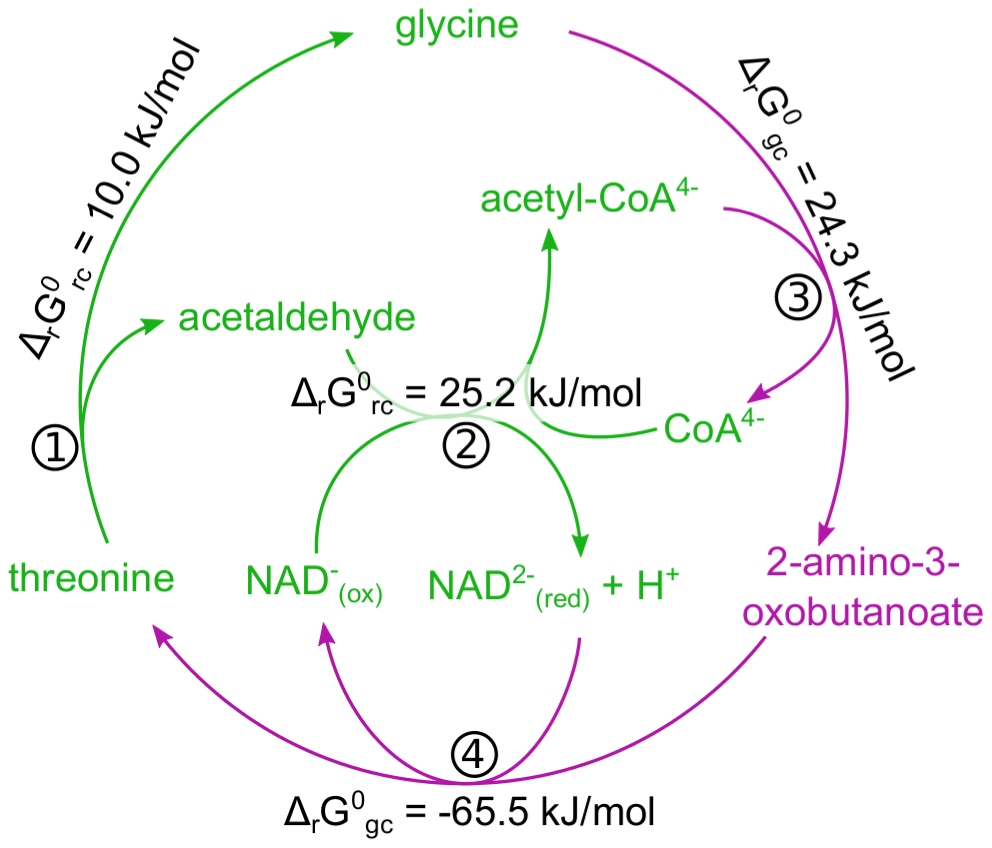 glycine
ΔᵣG⁰gc = 24.3 kJ/mol
ΔᵣG⁰rc = 10.0 kJ/mol
acetyl-CoA⁴⁻
③
acetaldehyde
ΔᵣG⁰rc = 25.2 kJ/mol
CoA⁴⁻
①
②
threonine
NAD⁻(ox)
NAD²⁻(red) + H⁺
2-amino-3-
oxobutanoate
④
ΔᵣG⁰gc = -65.5 kJ/mol